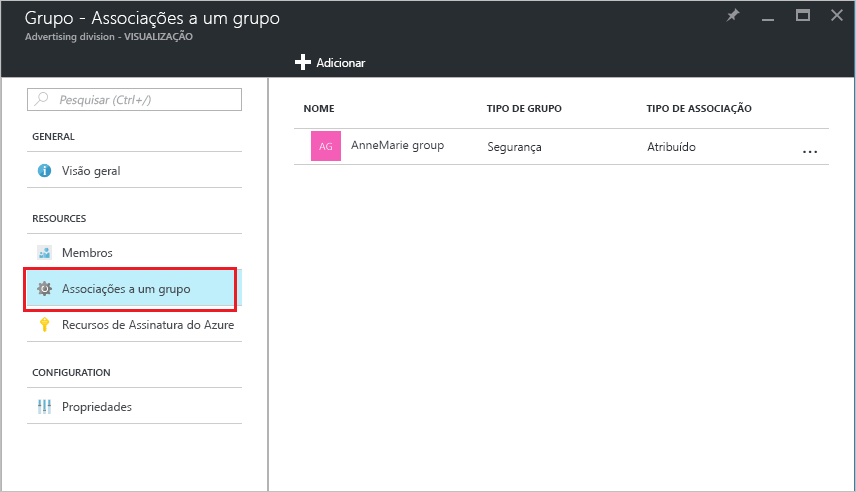 Grupo - Associações a um grupo
Advertising division - VISUALIZAÇÃO
Adicionar
Pesquisar (Ctrl+/)
GENERAL
Visão geral
RESOURCES
Membros
Associações a um grupo
Recursos de Assinatura do Azure
CONFIGURATION
Propriedades
NOME TIPO DE GRUPO TIPO DE ASSOCIAÇÃO
AG AnneMarie group Segurança Atribuído ...